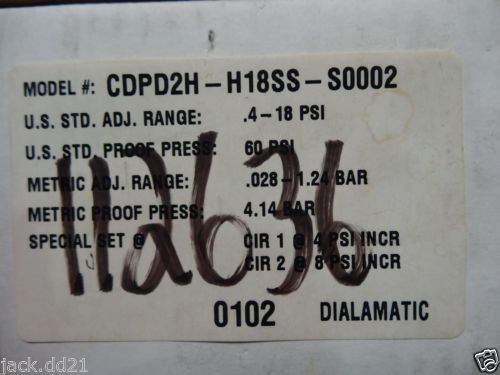 MODEL #: CDPD2H-H18SS-S0002
U.S. STD. ADJ. RANGE: .4-18 PSI
U.S. STD. PROOF PRESS: 60 PSI
METRIC ADJ. RANGE: .028-1.24 BAR
METRIC PROOF PRESS: 4.14 BAR
SPECIAL SET @ CIR 1 @ 4 PSI INCR
CIR 2 @ 8 PSI INCR
112636
0102 DIALAMATIC
jack.dd21